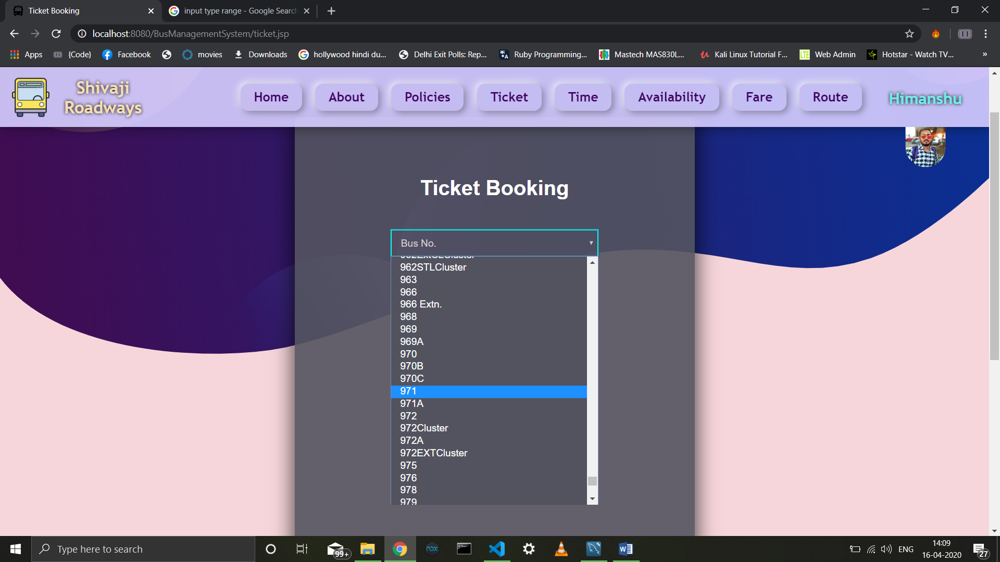 Ticket Booking
input type range - Google Search
localhost:8080/BusManagementSystem/ticket.jsp
Apps
{Code}
Facebook
movies
Downloads
hollywood hindi du...
Delhi Exit Polls: Rep...
Ruby Programming...
Mastech MAS830L...
Kali Linux Tutorial F...
LTE
Web Admin
Hotstar - Watch TV...
»
Shivaji
Roadways
Home
About
Policies
Ticket
Time
Availability
Fare
Route
Himanshu
Ticket Booking
Bus No.
962STLCluster
963
966
966 Extn.
968
969
969A
970
970B
970C
971
971A
972
972Cluster
972A
972EXTCluster
975
976
978
979
Type here to search
99+
nox
ENG
14:09
16-04-2020
27